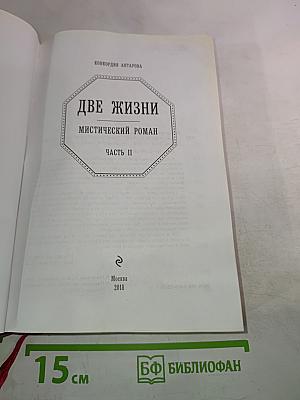 КОНКОРДИЯ АНТАРОВА
ДВЕ ЖИЗНИ
МИСТИЧЕСКИЙ РОМАН
ЧАСТЬ II
Москва
2018
15 см
БФ БИБЛИОФАН